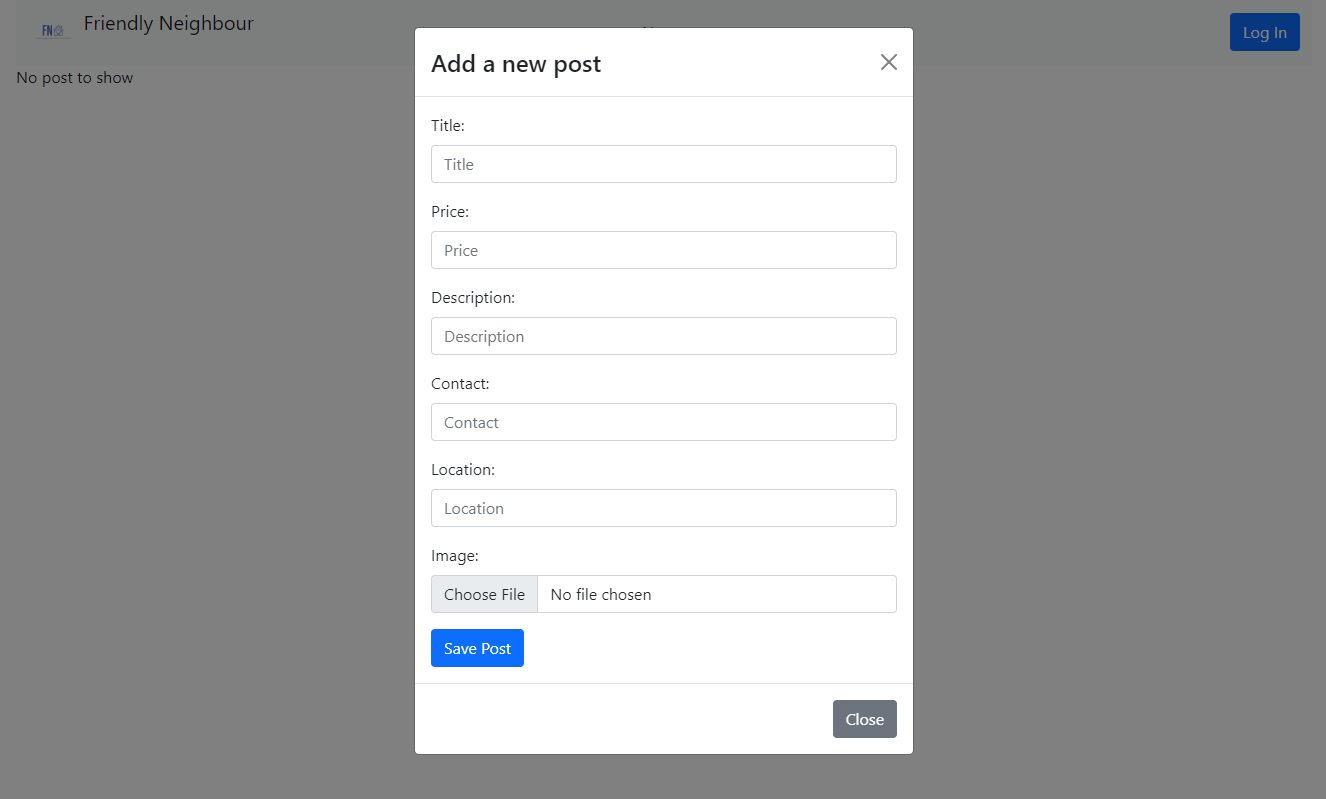 FN
Friendly Neighbour
Log In
No post to show
Add a new post
Title:
Title
Price:
Price
Description:
Description
Contact:
Contact
Location:
Location
Image:
Choose File No file chosen
Save Post
Close